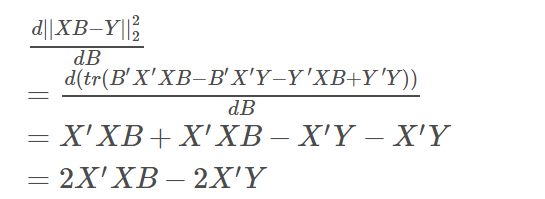 d||XB−Y||₂²
dB
= d(tr(B′X′XB−B′X′Y−Y′XB+Y′Y))
dB
= X′XB + X′XB − X′Y − X′Y
= 2X′XB − 2X′Y